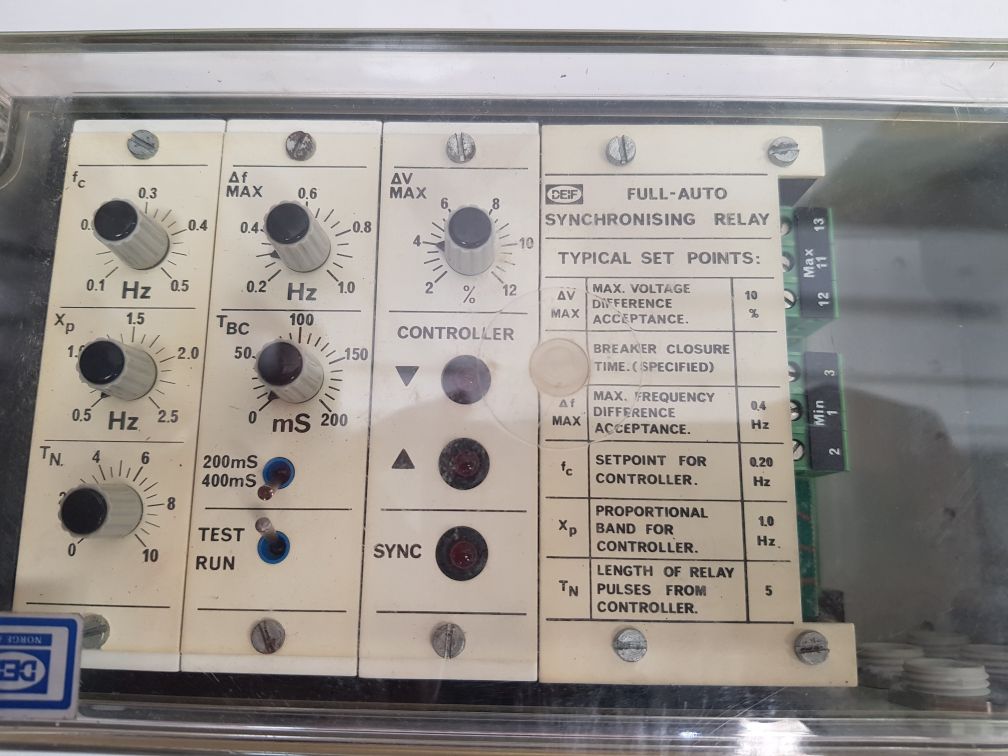 fc
0.3
0.4
0.1
0.5
Hz
Xp
1.5
2.0
0.5
2.5
Hz
TN.
4
6
8
0
10
Δf
MAX
0.6
0.4
0.8
0.2
1.0
Hz
TBC
100
50
150
0
200
mS
200mS
400mS
TEST
RUN
ΔV
MAX
6
8
4
10
2
12
%
CONTROLLER
▼
▲
SYNC
DEIF
FULL-AUTO
SYNCHRONISING RELAY
TYPICAL SET POINTS:
ΔV
MAX
MAX. VOLTAGE
DIFFERENCE
ACCEPTANCE.
10
%
BREAKER CLOSURE
TIME.(SPECIFIED)
Δf
MAX
MAX. FREQUENCY
DIFFERENCE
ACCEPTANCE.
0,4
Hz
fc
SETPOINT FOR
CONTROLLER.
0.20
Hz
Xp
PROPORTIONAL
BAND FOR
CONTROLLER.
1.0
Hz.
TN
LENGTH OF RELAY
PULSES FROM
CONTROLLER.
5
13
Max
11
12
3
Min
1
2
NORGE